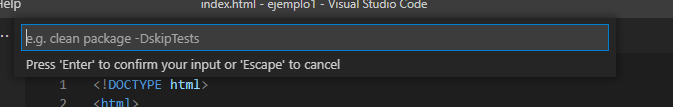 Help
index.html - ejemplo1 - Visual Studio Code
..
e.g. clean package -DskipTests
Press 'Enter' to confirm your input or 'Escape' to cancel
1 <!DOCTYPE html>
2 <html>